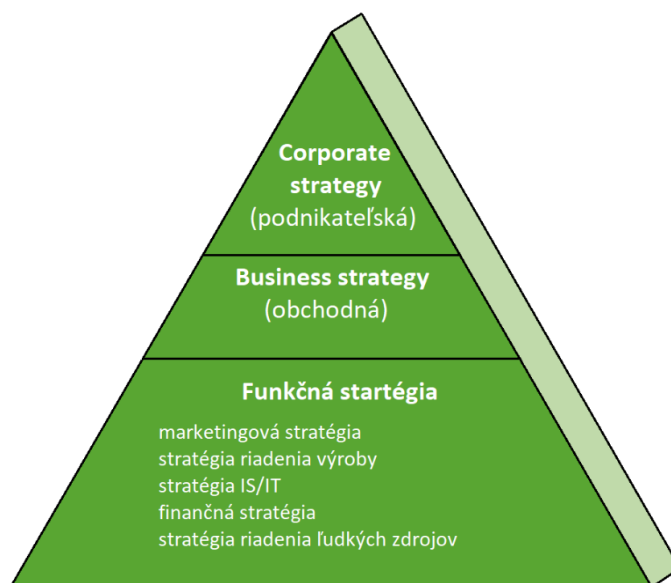 Corporate
strategy
(podnikateľská)
Business strategy
(obchodná)
Funkčná startégia
marketingová stratégia
stratégia riadenia výroby
stratégia IS/IT
finančná stratégia
stratégia riadenia ľudkých zdrojov